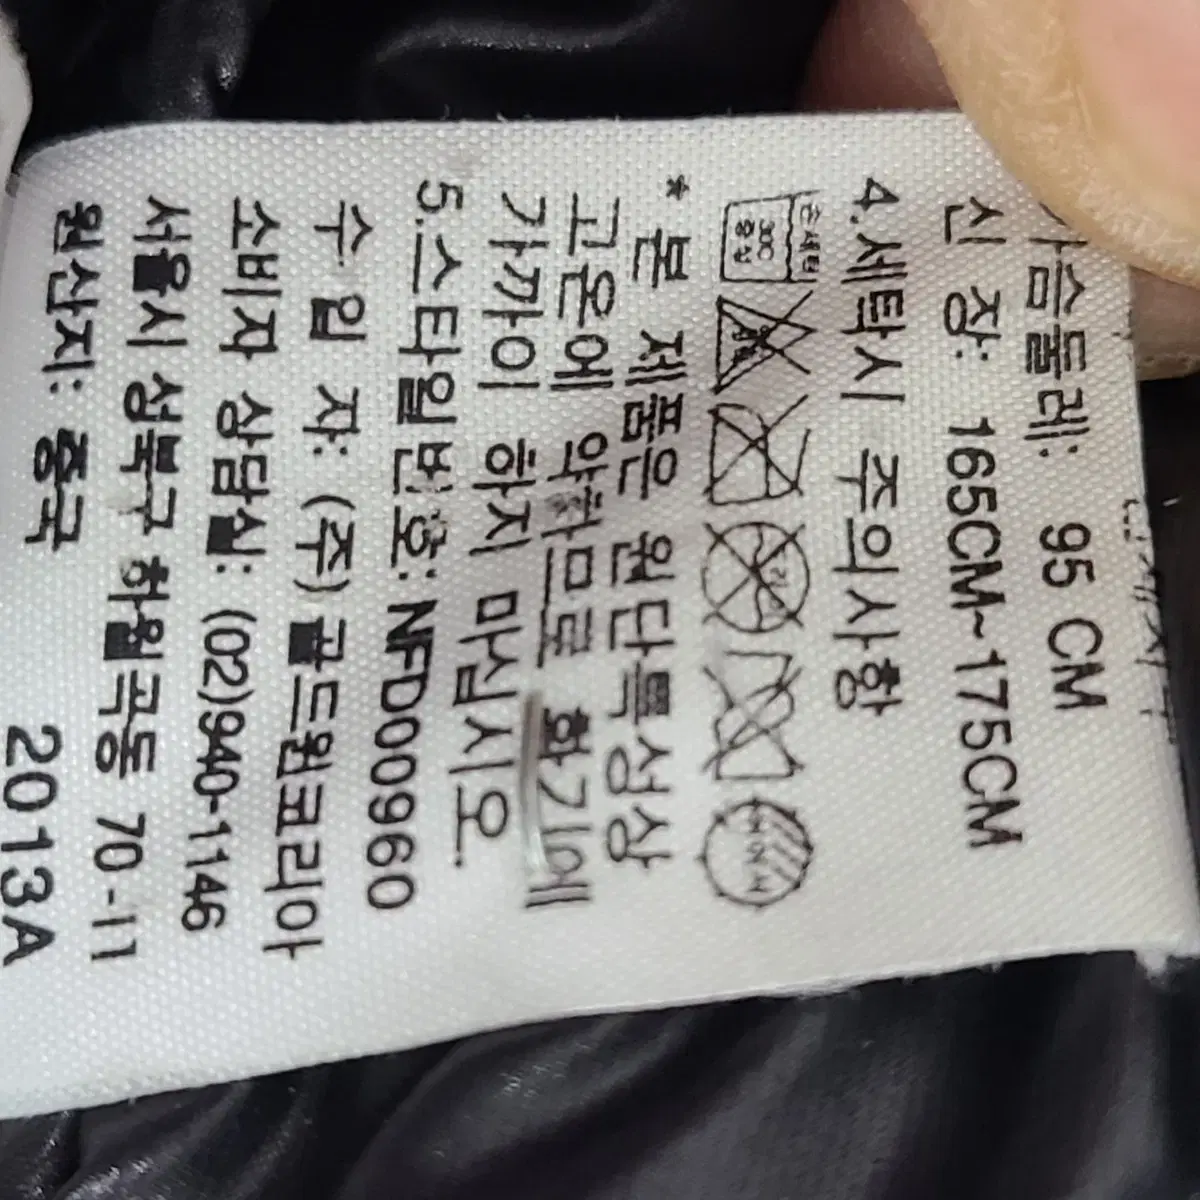 가슴둘레: 95 CM
신 장: 165CM~175CM
4.세탁시 주의사항
손세탁
30C
중성
* 본 제품은 원단특성상
고온에 약하므로 화기에
가까이 하지 마십시오.
5.스타일번호: NFD00960
수 입 자: (주) 골드윈코리아
소비자 상담실: (02)940-1146
서울시 성북구 하월곡동 70-11
원산지: 중국
2013A